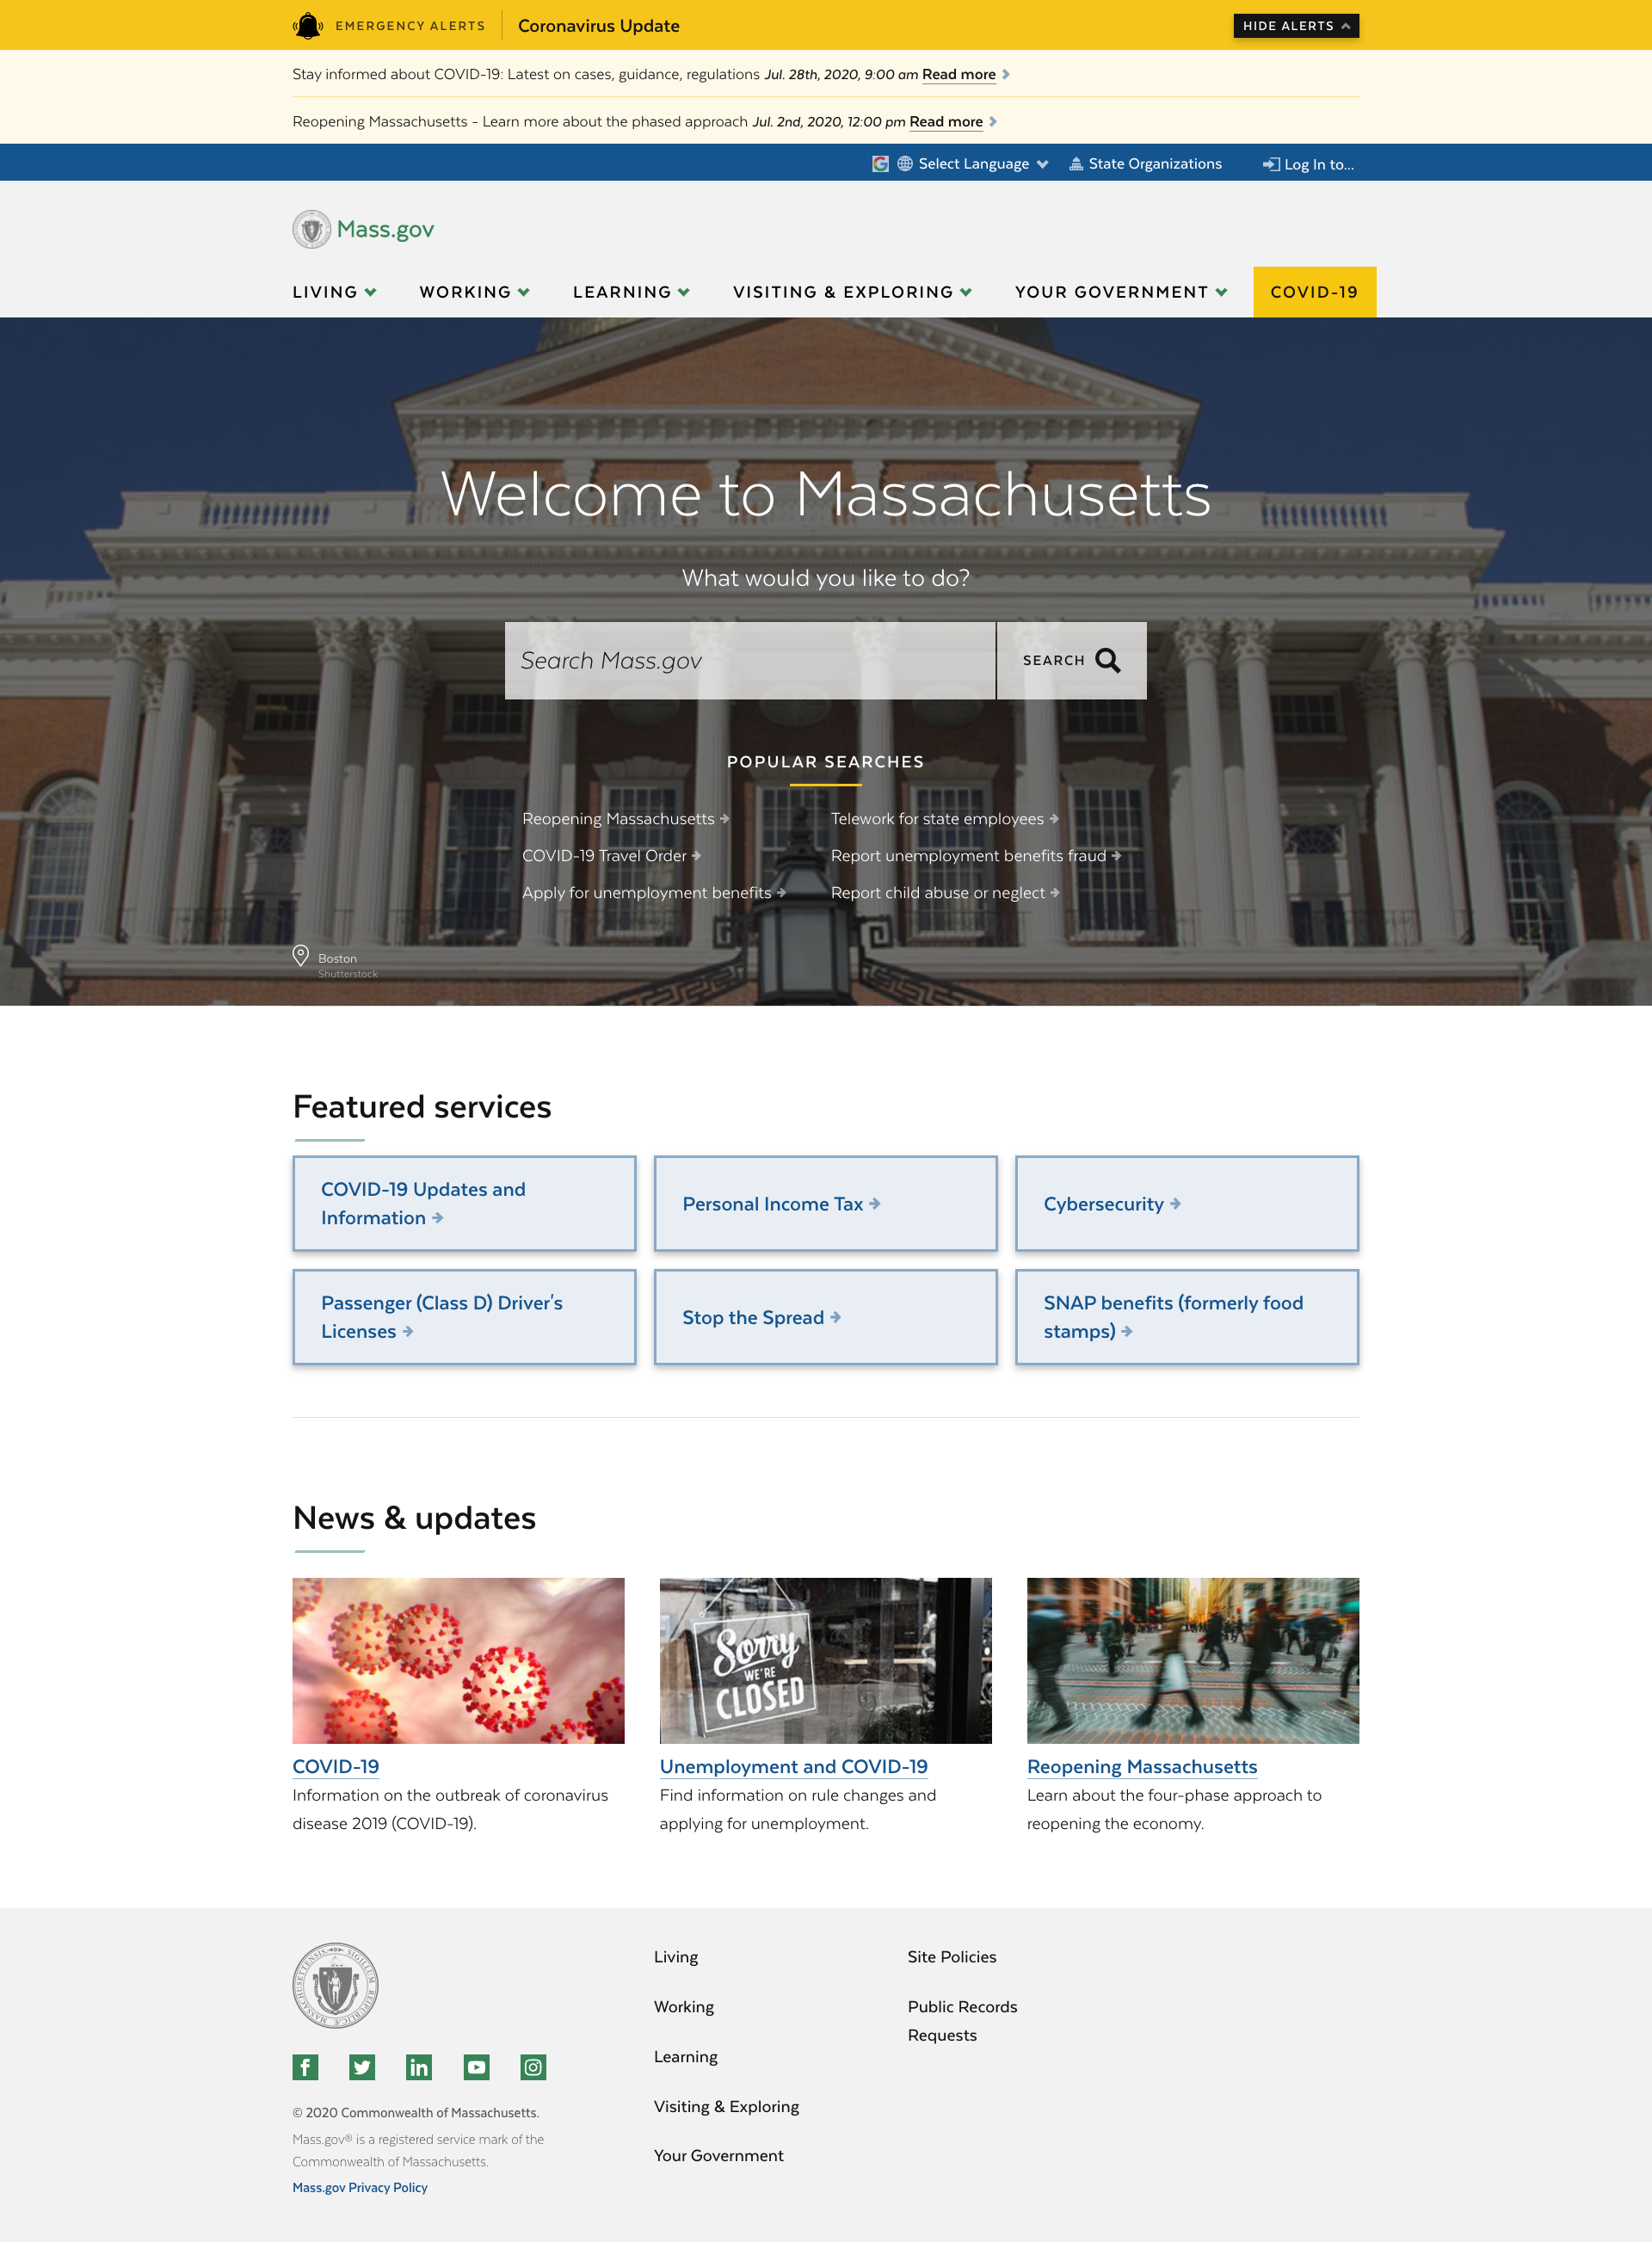 EMERGENCY ALERTS
Coronavirus Update
HIDE ALERTS
Stay informed about COVID-19: Latest on cases, guidance, regulations Jul. 28th, 2020, 9:00 am Read more
Reopening Massachusetts - Learn more about the phased approach Jul. 2nd, 2020, 12:00 pm Read more
Select Language
State Organizations
Log In to...
Mass.gov
LIVING
WORKING
LEARNING
VISITING & EXPLORING
YOUR GOVERNMENT
COVID-19
Welcome to Massachusetts
What would you like to do?
Search Mass.gov
SEARCH
POPULAR SEARCHES
Reopening Massachusetts
Telework for state employees
COVID-19 Travel Order
Report unemployment benefits fraud
Apply for unemployment benefits
Report child abuse or neglect
Boston
Shutterstock
Featured services
COVID-19 Updates and
Information
Personal Income Tax
Cybersecurity
Passenger (Class D) Driver's
Licenses
Stop the Spread
SNAP benefits (formerly food
stamps)
News & updates
Sorry
WE'RE
CLOSED
COVID-19
Information on the outbreak of coronavirus
disease 2019 (COVID-19).
Unemployment and COVID-19
Find information on rule changes and
applying for unemployment.
Reopening Massachusetts
Learn about the four-phase approach to
reopening the economy.
Living
Working
Learning
Visiting & Exploring
Your Government
Site Policies
Public Records
Requests
© 2020 Commonwealth of Massachusetts.
Mass.gov® is a registered service mark of the
Commonwealth of Massachusetts.
Mass.gov Privacy Policy